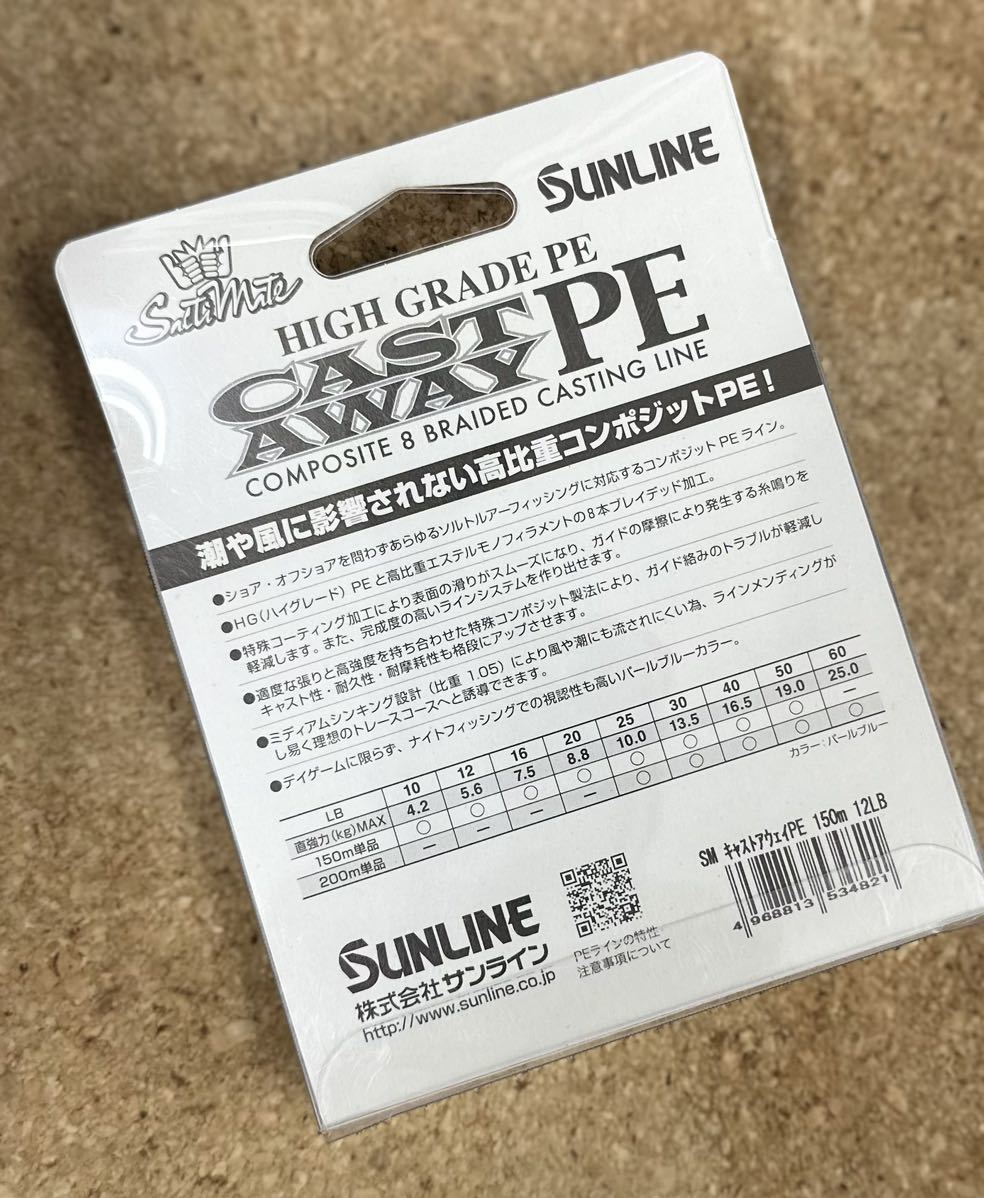 SUNLINE
SaltiMate
HIGH GRADE PE
CAST AWAY PE
COMPOSITE 8 BRAIDED CASTING LINE
潮や風に影響されない高比重コンポジットPE!
●ショア・オフショアを問わずあらゆるソルトルアーフィッシングに対応するコンポジットPEライン。
●HG(ハイグレード)PEと高比重エステルモノフィラメントの8本ブレイデッド加工。
●特殊コーティング加工により表面の滑りがスムーズになり、ガイドの摩擦により発生する糸鳴りを
軽減します。また、完成度の高いラインシステムを作り出せます。
●適度な張りと高強度を持ち合わせた特殊コンポジット製法により、ガイド絡みのトラブルが軽減し
キャスト性・耐久性・耐摩耗性も格段にアップさせます。
●ミディアムシンキング設計(比重 1.05)により風や潮にも流されにくい為、ラインメンディングが
し易く理想のトレースコースへと誘導できます。
●デイゲームに限らず、ナイトフィッシングでの視認性も高いパールブルーカラー。
LB 10 12 16 20 25 30 40 50 60
直強力(kg)MAX 4.2 5.6 7.5 8.8 10.0 13.5 16.5 19.0 25.0
150m単品 ○ ○ ○ ○ ○ ○ ○ ○ －
200m単品 － － － － ○ ○ ○ ○ ○
カラー:パールブルー
SM キャストアウェイPE 150m 12LB
4 968813 534821
PEラインの特性
注意事項について
SUNLINE
株式会社サンライン
http://www.sunline.co.jp